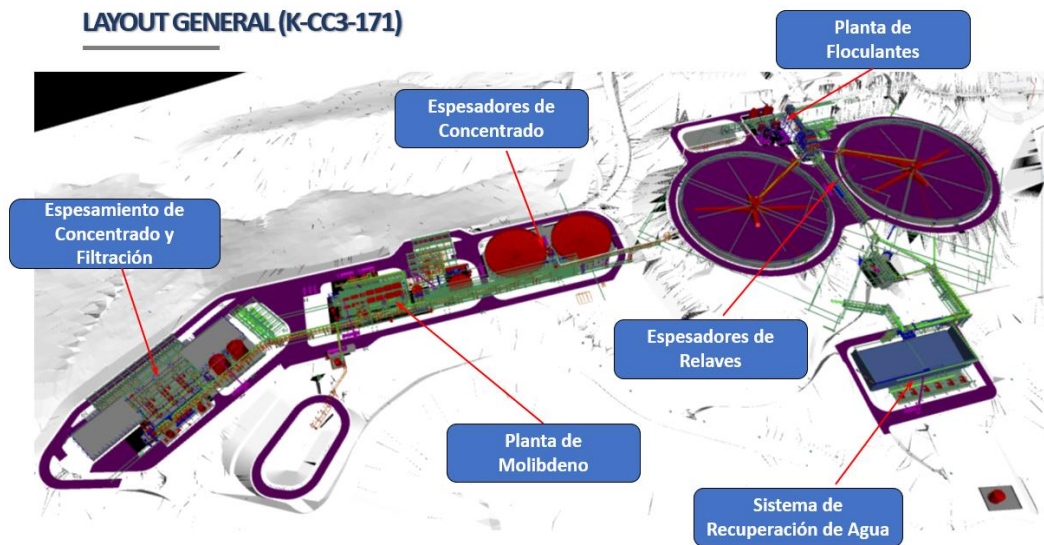 LAYOUT GENERAL (K-CC3-171)
Planta de
Floculantes
Espesadores de
Concentrado
Espesamiento de
Concentrado y
Filtración
Espesadores de
Relaves
Planta de
Molibdeno
Sistema de
Recuperación de Agua